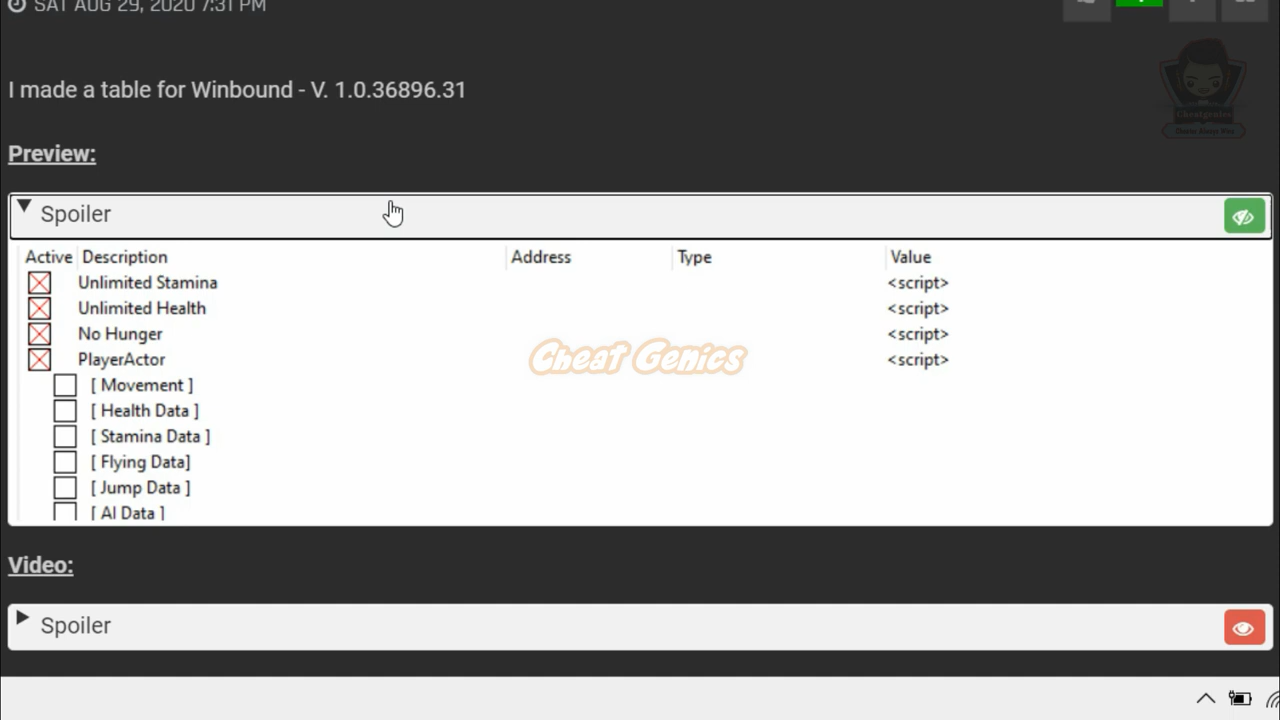 SAT AUG 29, 2020 7:31 PM
I made a table for Winbound - V. 1.0.36896.31
Preview:
Spoiler
Active Description Address Type Value
Unlimited Stamina <script>
Unlimited Health <script>
No Hunger <script>
PlayerActor <script>
[ Movement ]
[ Health Data ]
[ Stamina Data ]
[ Flying Data]
[ Jump Data ]
[ AI Data ]
Cheat Genics
Video:
Spoiler